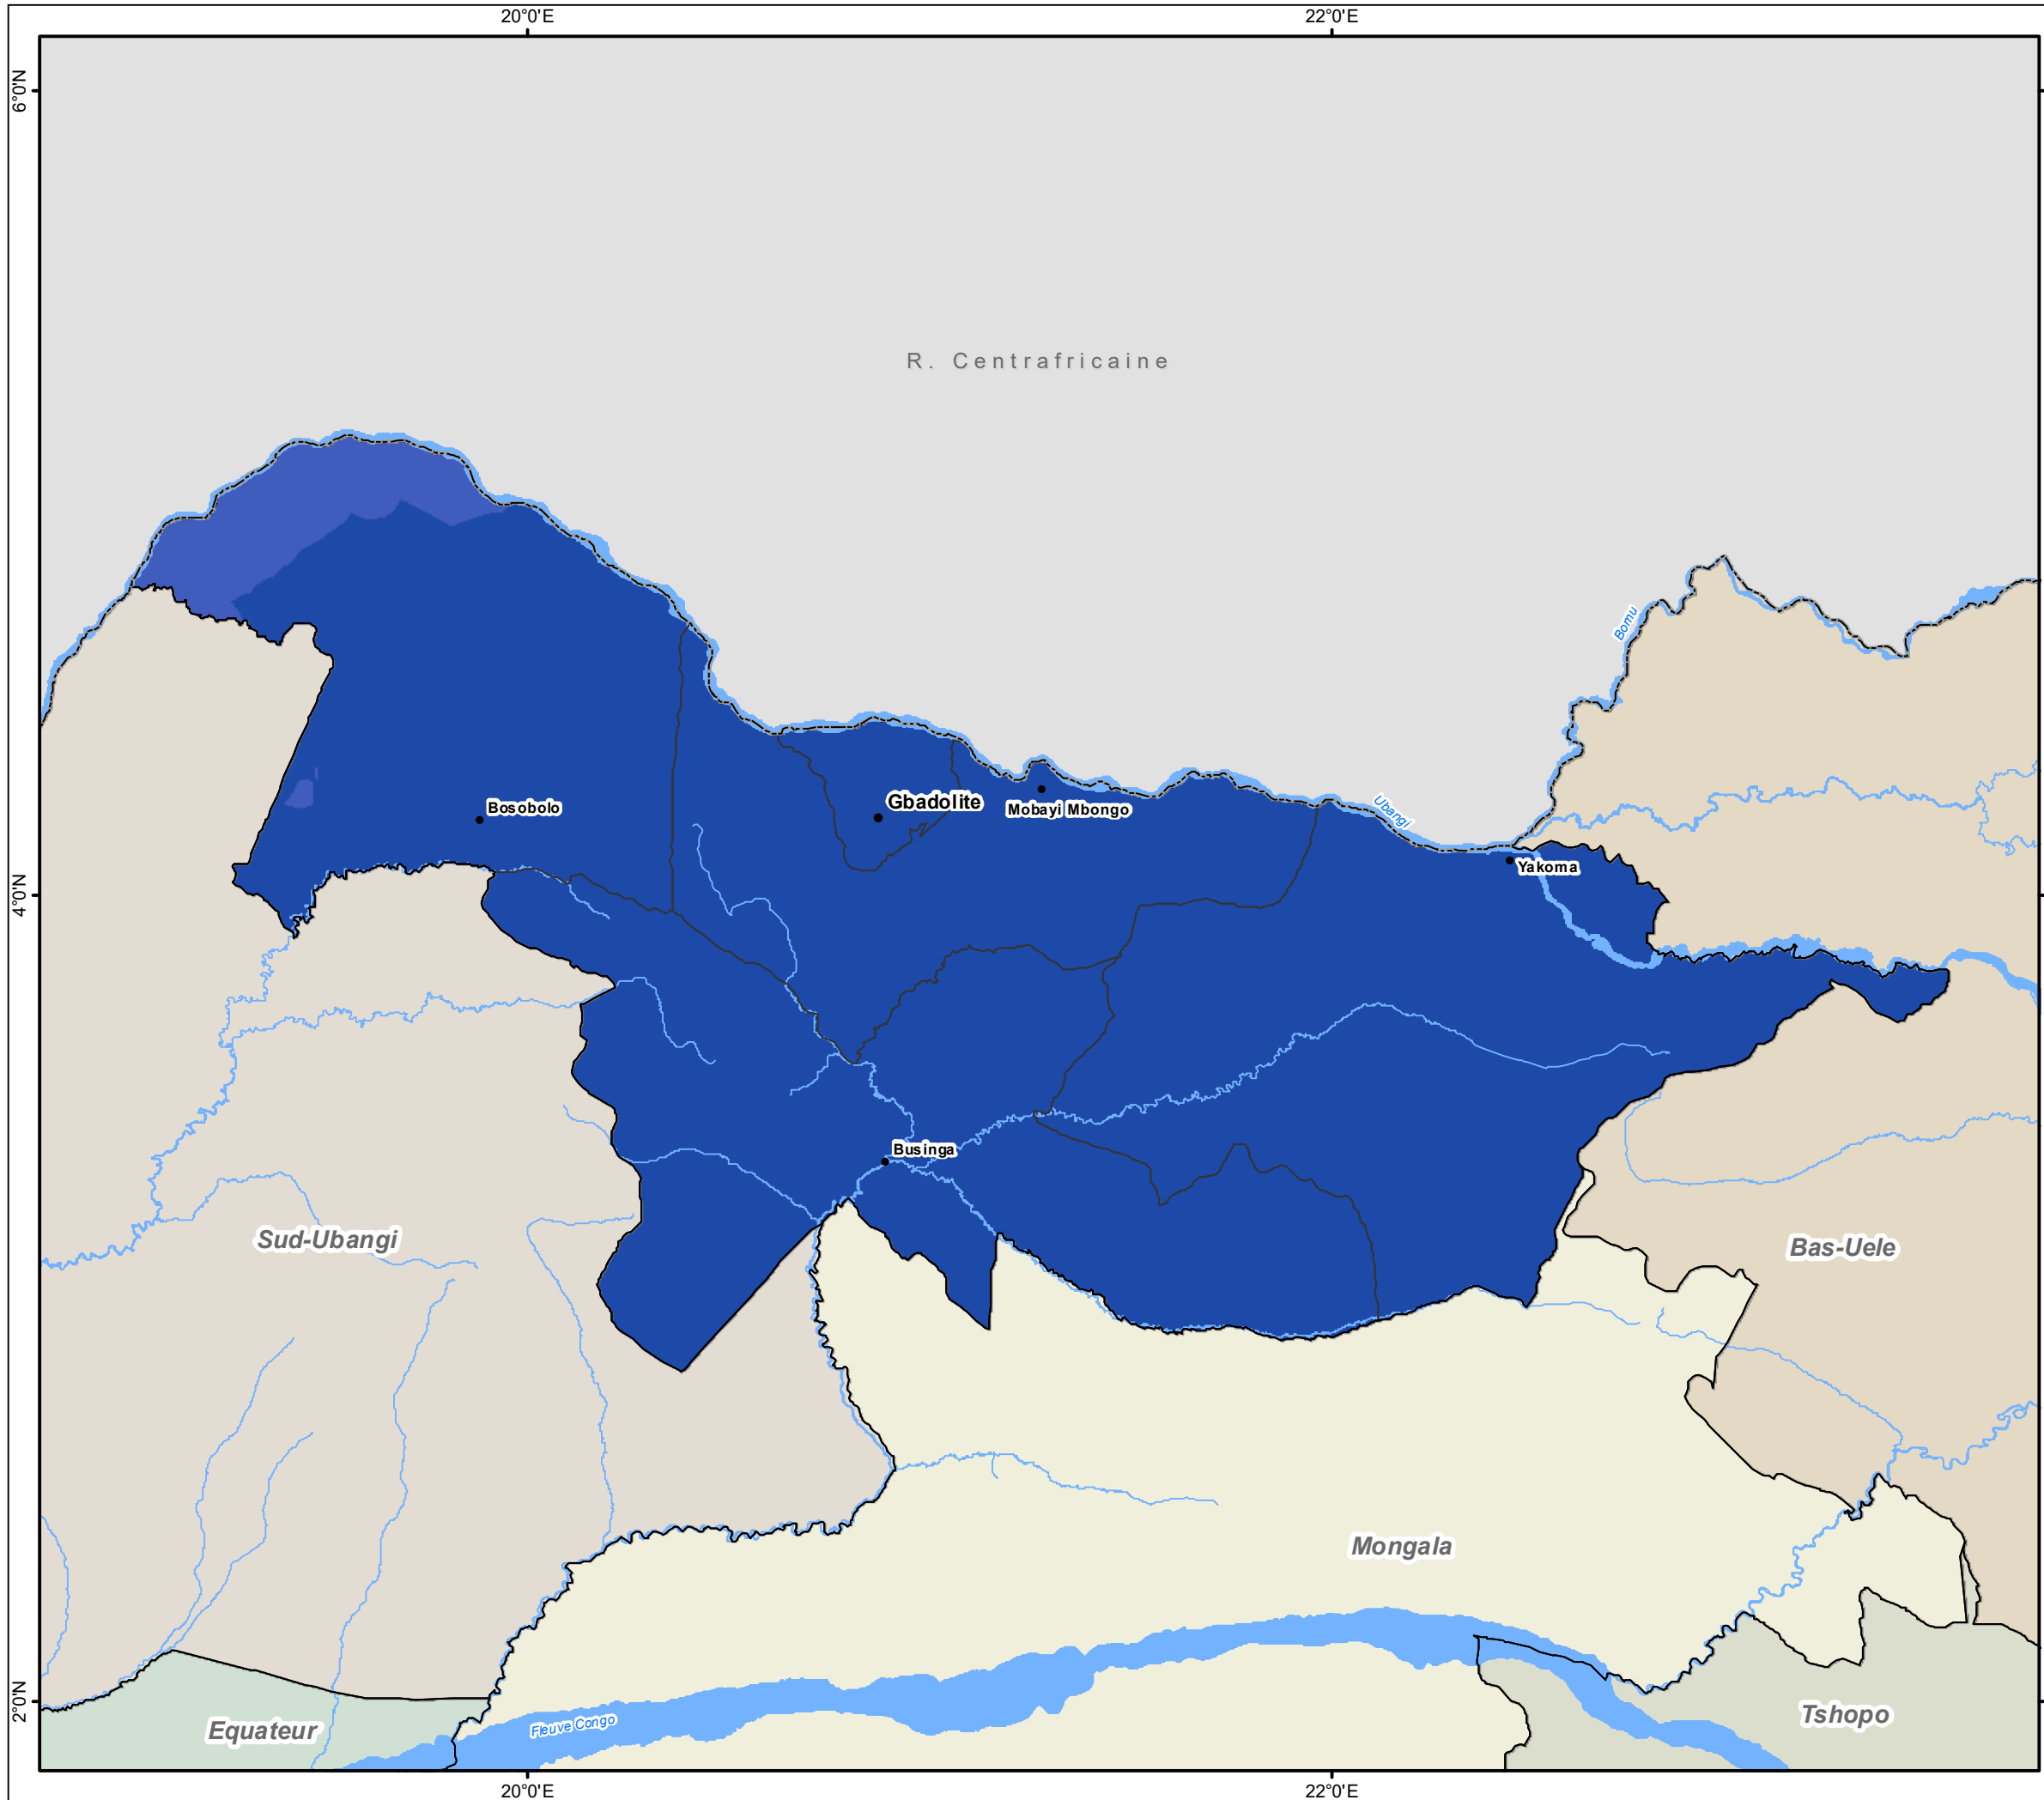 20°0'E
22°0'E
6°0'N
R. Centrafricaine
Bomu
Bosobolo
Gbadolite
Mobayi Mbongo
Ubangi
Yakoma
4°0'N
Businga
Sud-Ubangi
Bas-Uele
Mongala
2°0'N
Equateur
Fleuve Congo
Tshopo
20°0'E
22°0'E